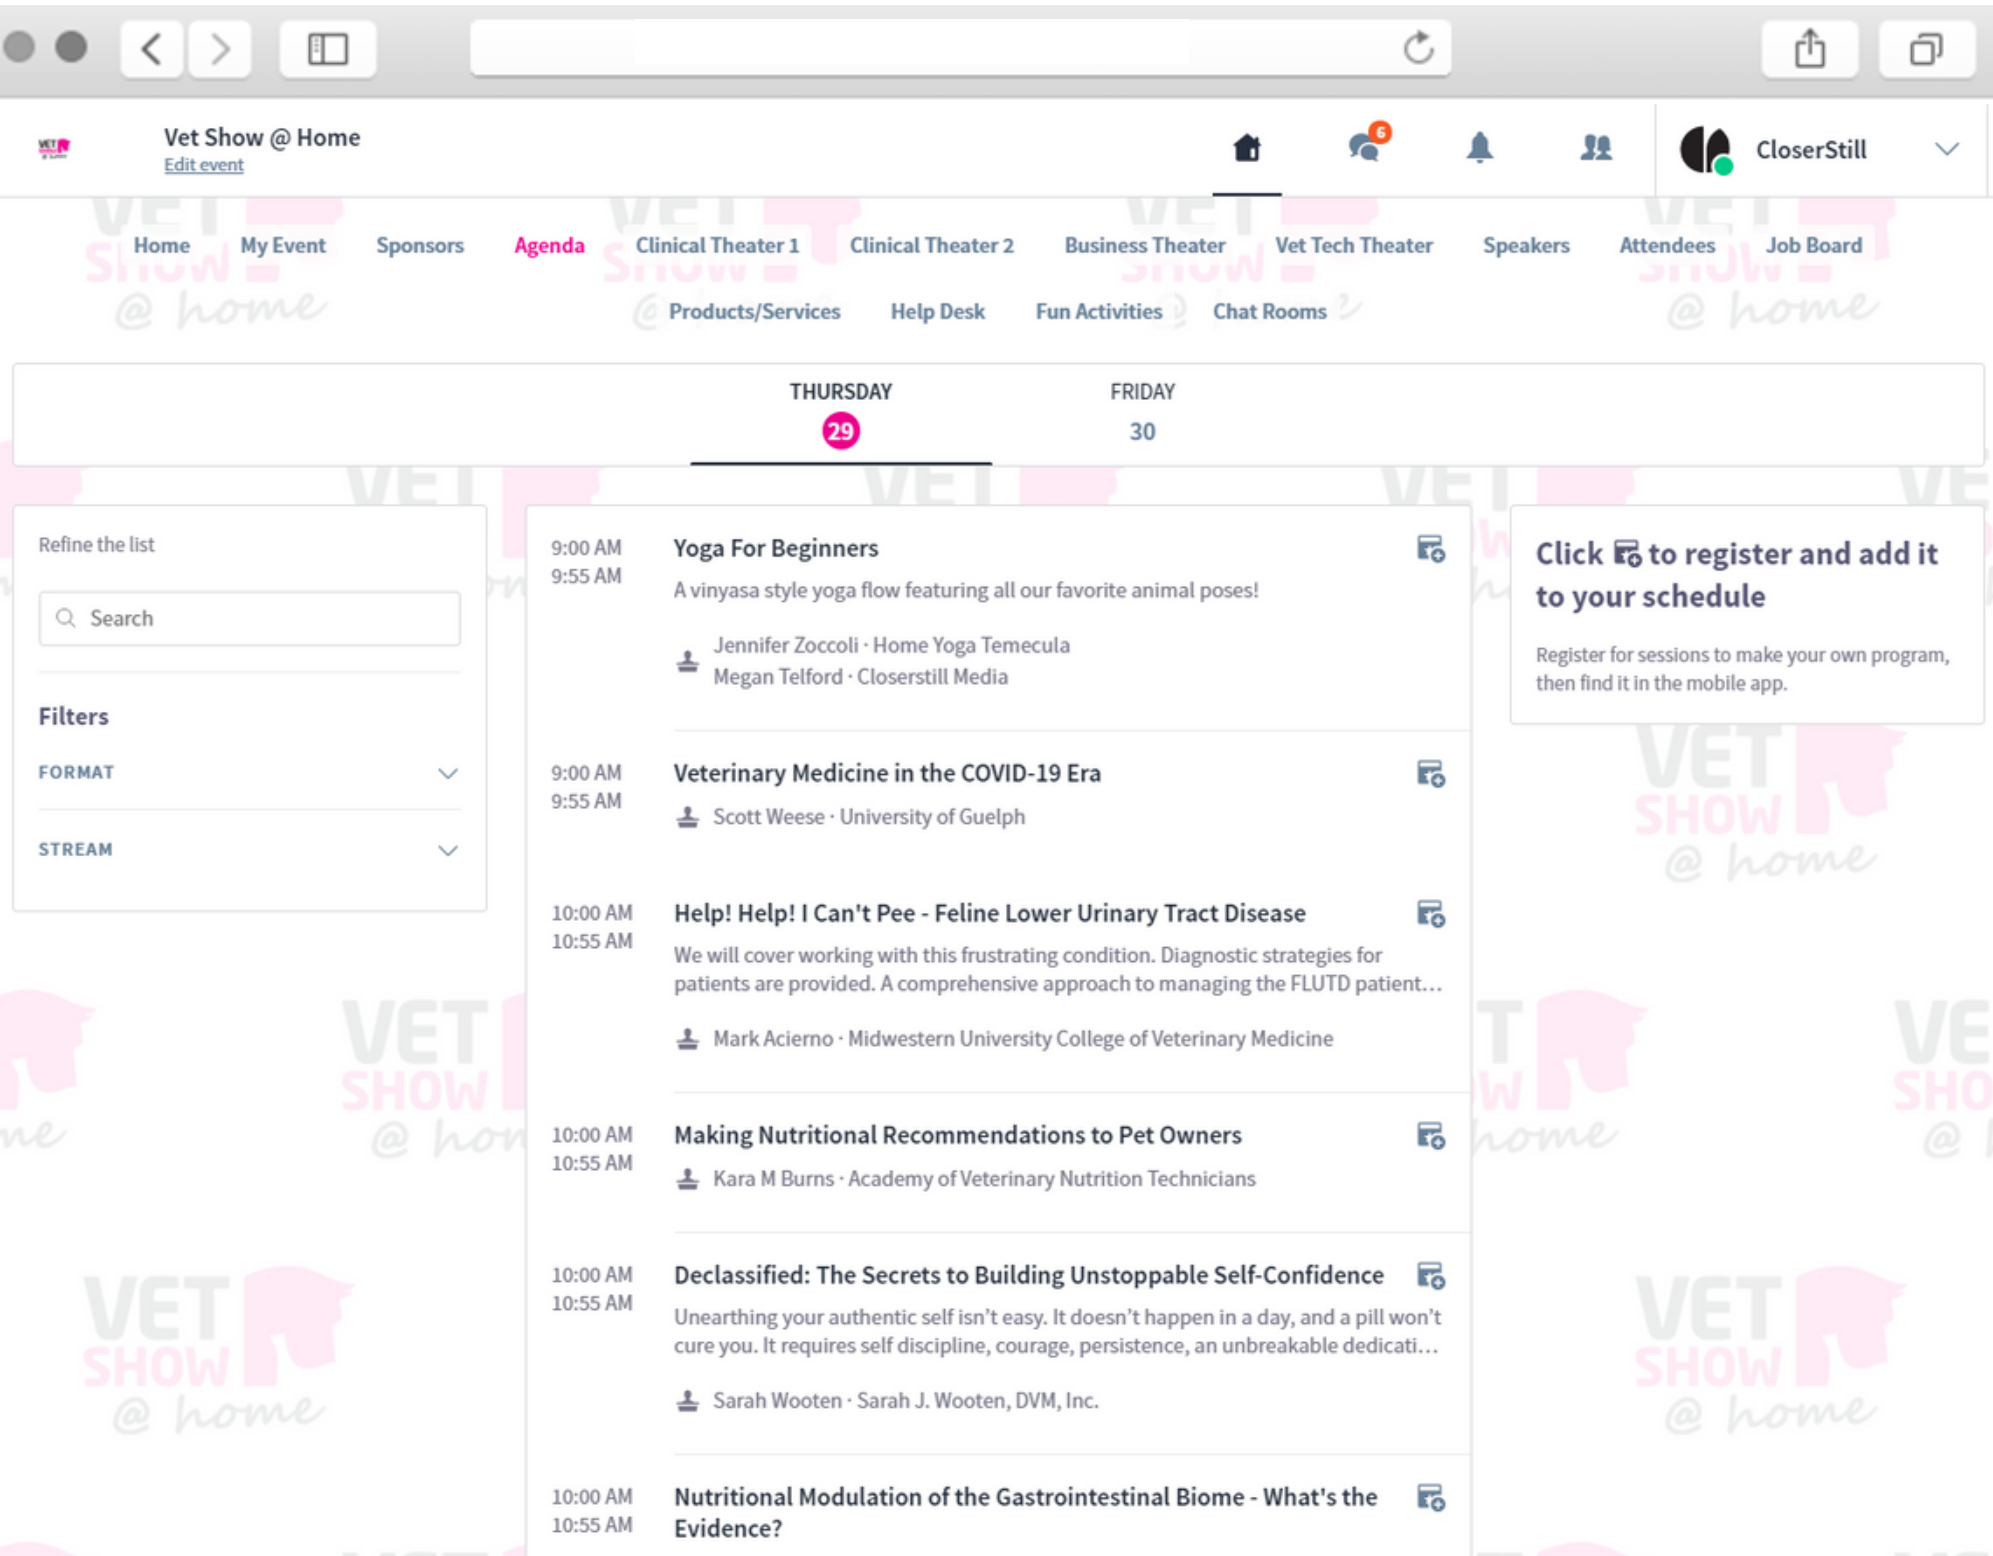 VET
SHOW
@ home
Vet Show @ Home
Edit event
6
CloserStill
Home My Event Sponsors Agenda Clinical Theater 1 Clinical Theater 2 Business Theater Vet Tech Theater Speakers Attendees Job Board
Products/Services Help Desk Fun Activities Chat Rooms
THURSDAY
29
FRIDAY
30
Refine the list
Search
Filters
FORMAT
STREAM
9:00 AM
9:55 AM
Yoga For Beginners
A vinyasa style yoga flow featuring all our favorite animal poses!
Jennifer Zoccoli · Home Yoga Temecula
Megan Telford · Closerstill Media
9:00 AM
9:55 AM
Veterinary Medicine in the COVID-19 Era
Scott Weese · University of Guelph
10:00 AM
10:55 AM
Help! Help! I Can't Pee - Feline Lower Urinary Tract Disease
We will cover working with this frustrating condition. Diagnostic strategies for
patients are provided. A comprehensive approach to managing the FLUTD patient...
Mark Acierno · Midwestern University College of Veterinary Medicine
10:00 AM
10:55 AM
Making Nutritional Recommendations to Pet Owners
Kara M Burns · Academy of Veterinary Nutrition Technicians
10:00 AM
10:55 AM
Declassified: The Secrets to Building Unstoppable Self-Confidence
Unearthing your authentic self isn't easy. It doesn't happen in a day, and a pill won't
cure you. It requires self discipline, courage, persistence, an unbreakable dedicati...
Sarah Wooten · Sarah J. Wooten, DVM, Inc.
10:00 AM
10:55 AM
Nutritional Modulation of the Gastrointestinal Biome - What's the
Evidence?
Click to register and add it
to your schedule
Register for sessions to make your own program,
then find it in the mobile app.